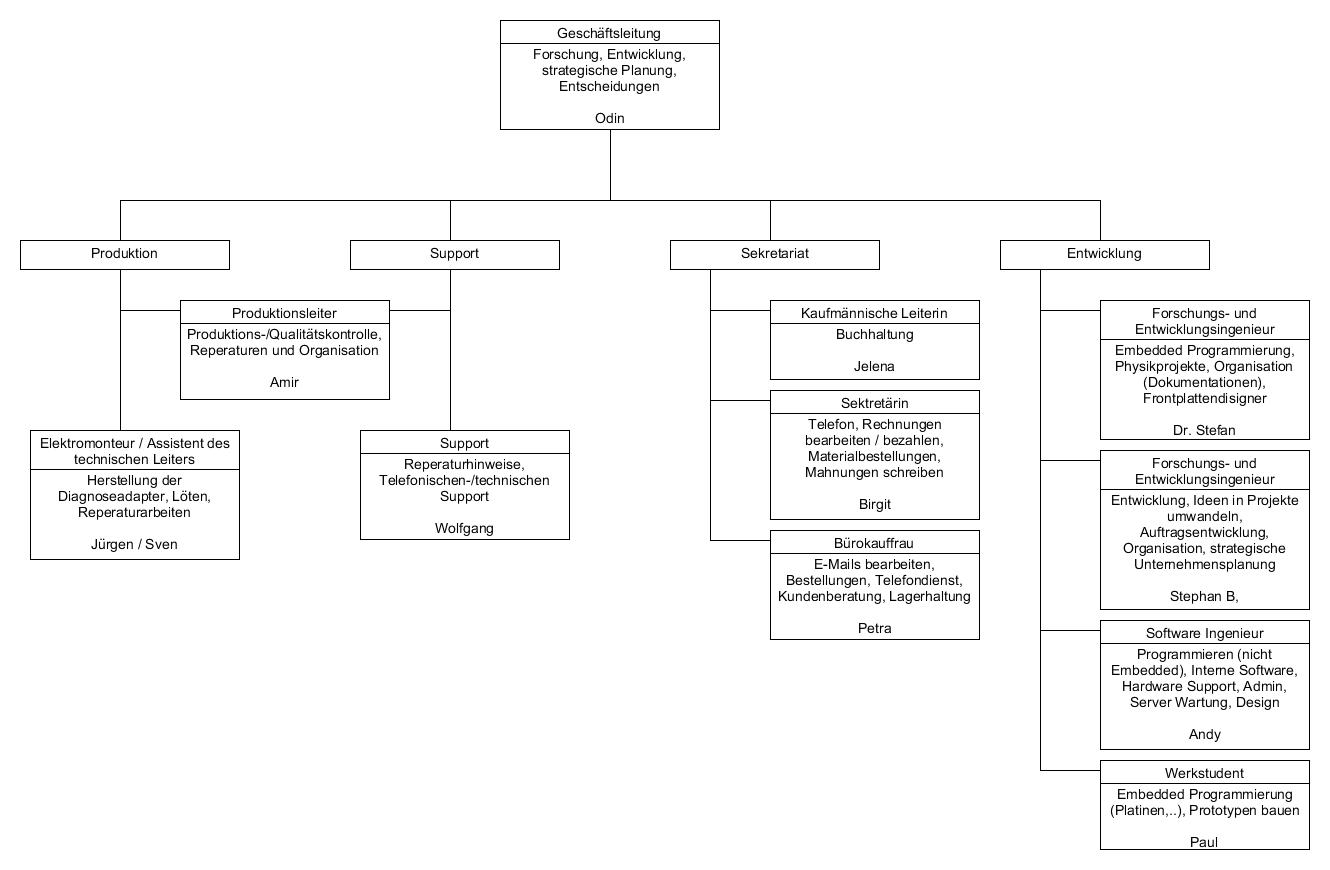 Geschäftsleitung
Forschung, Entwicklung,
strategische Planung,
Entscheidungen
Odin
Produktion
Support
Sekretariat
Entwicklung
Produktionsleiter
Produktions-/Qualitätskontrolle,
Reperaturen und Organisation
Amir
Elektromonteur / Assistent des
technischen Leiters
Herstellung der
Diagnoseadapter, Löten,
Reperaturarbeiten
Jürgen / Sven
Support
Reperaturhinweise,
Telefonischen-/technischen
Support
Wolfgang
Kaufmännische Leiterin
Buchhaltung
Jelena
Sektretärin
Telefon, Rechnungen
bearbeiten / bezahlen,
Materialbestellungen,
Mahnungen schreiben
Birgit
Bürokauffrau
E-Mails bearbeiten,
Bestellungen, Telefondienst,
Kundenberatung, Lagerhaltung
Petra
Forschungs- und
Entwicklungsingenieur
Embedded Programmierung,
Physikprojekte, Organisation
(Dokumentationen),
Frontplattendisigner
Dr. Stefan
Forschungs- und
Entwicklungsingenieur
Entwicklung, Ideen in Projekte
umwandeln,
Auftragsentwicklung,
Organisation, strategische
Unternehmensplanung
Stephan B,
Software Ingenieur
Programmieren (nicht
Embedded), Interne Software,
Hardware Support, Admin,
Server Wartung, Design
Andy
Werkstudent
Embedded Programmierung
(Platinen,..), Prototypen bauen
Paul